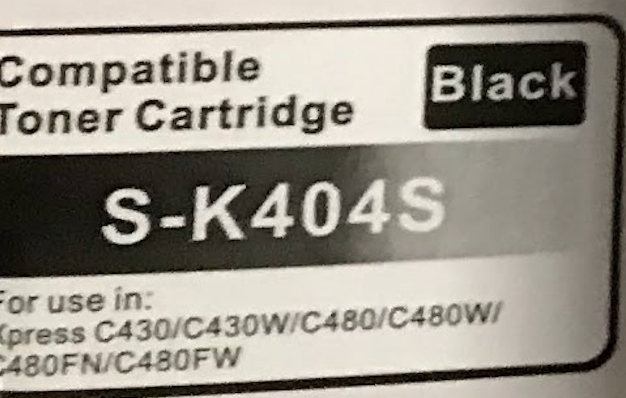 Compatible
Toner Cartridge
Black
S-K404S
For use in:
Xpress C430/C430W/C480/C480W/
C480FN/C480FW